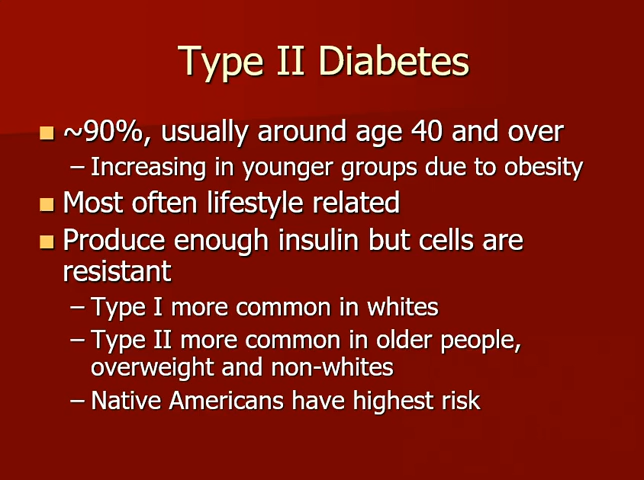 Type II Diabetes
~90%, usually around age 40 and over
– Increasing in younger groups due to obesity
Most often lifestyle related
Produce enough insulin but cells are
resistant
– Type I more common in whites
– Type II more common in older people,
overweight and non-whites
– Native Americans have highest risk